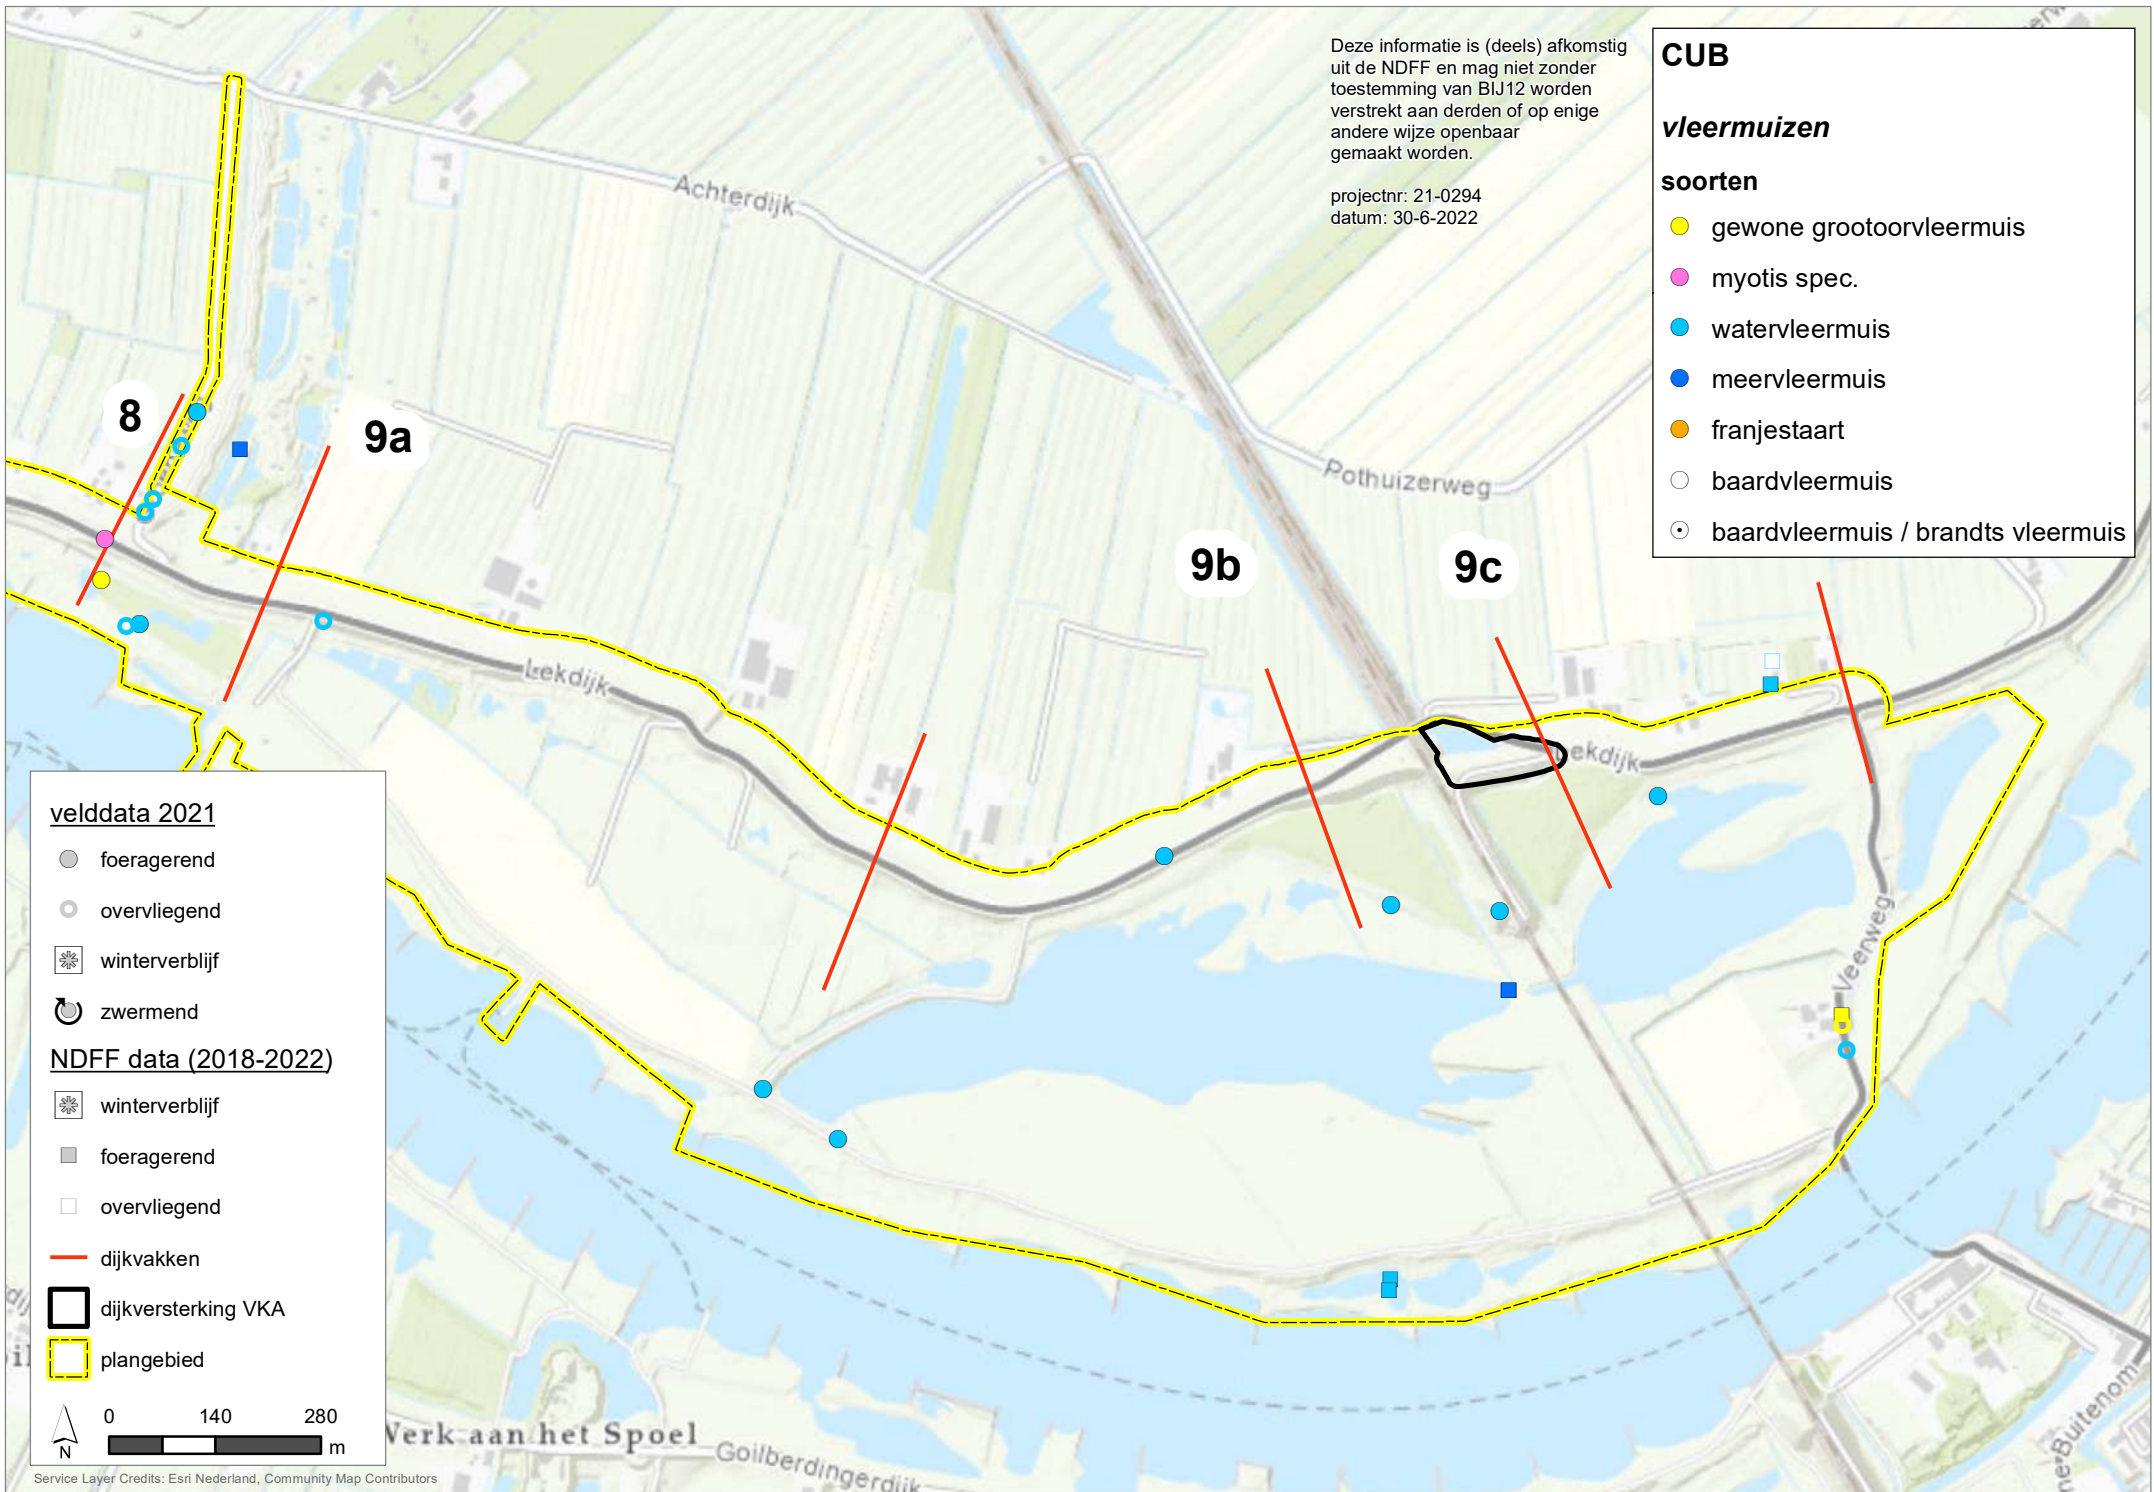 Deze informatie is (deels) afkomstig
uit de NDFF en mag niet zonder
toestemming van BIJ12 worden
verstrekt aan derden of op enige
andere wijze openbaar
gemaakt worden.
projectnr: 21-0294
datum: 30-6-2022
CUB
vleermuizen
soorten
gewone grootoorvleermuis
myotis spec.
watervleermuis
meervleermuis
franjestaart
baardvleermuis
baardvleermuis / brandts vleermuis
Achterdijk
Pothuizerweg
8
9a
9b
9c
Lekdijk
Lekdijk
Veerweg
velddata 2021
foeragerend
overvliegend
winterverblijf
zwermend
NDFF data (2018-2022)
winterverblijf
foeragerend
overvliegend
dijkvakken
dijkversterking VKA
plangebied
0 140 280
m
N
Werk aan het Spoel
Goilberdingerdijk
Service Layer Credits: Esri Nederland, Community Map Contributors